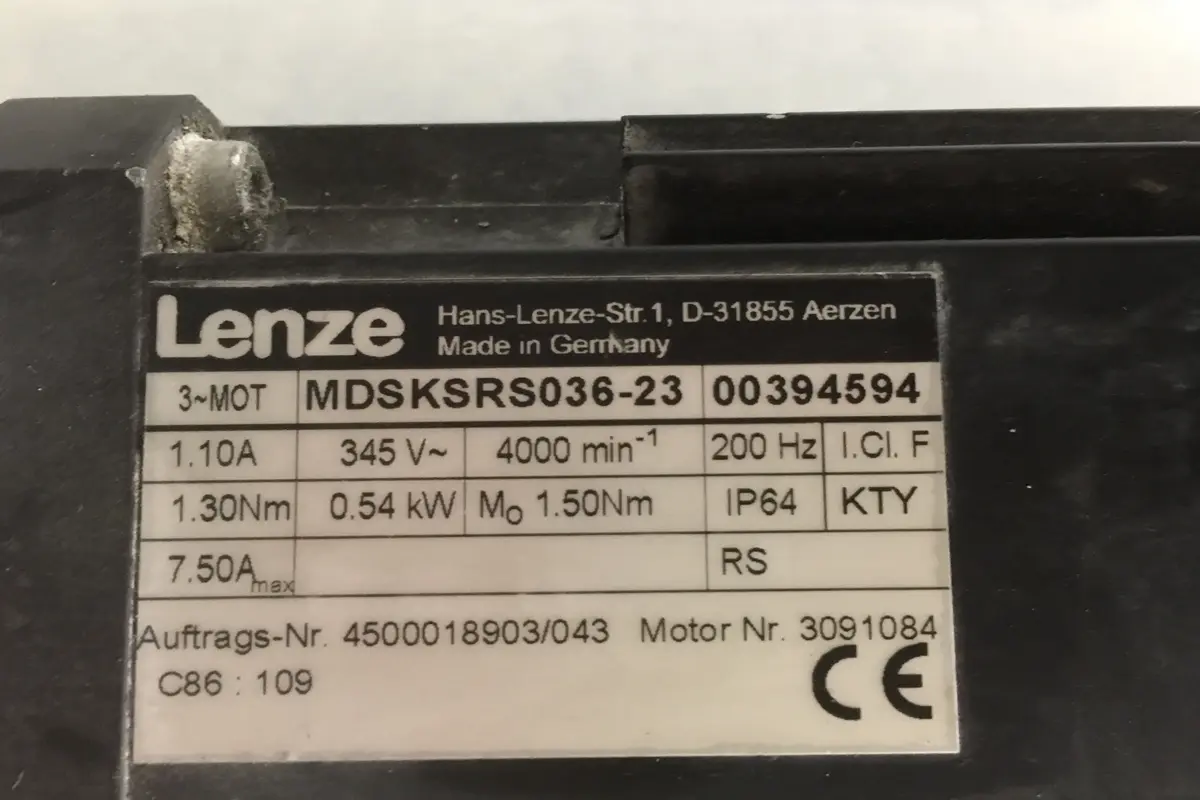 Lenze
Hans-Lenze-Str.1, D-31855 Aerzen
Made in Germany
3~MOT MDSKSRS036-23 00394594
1.10A 345 V~ 4000 min⁻¹ 200 Hz I.Cl. F
1.30Nm 0.54 kW M₀ 1.50Nm IP64 KTY
7.50Amax RS
Auftrags-Nr. 4500018903/043 Motor Nr. 3091084
C86 : 109
CE